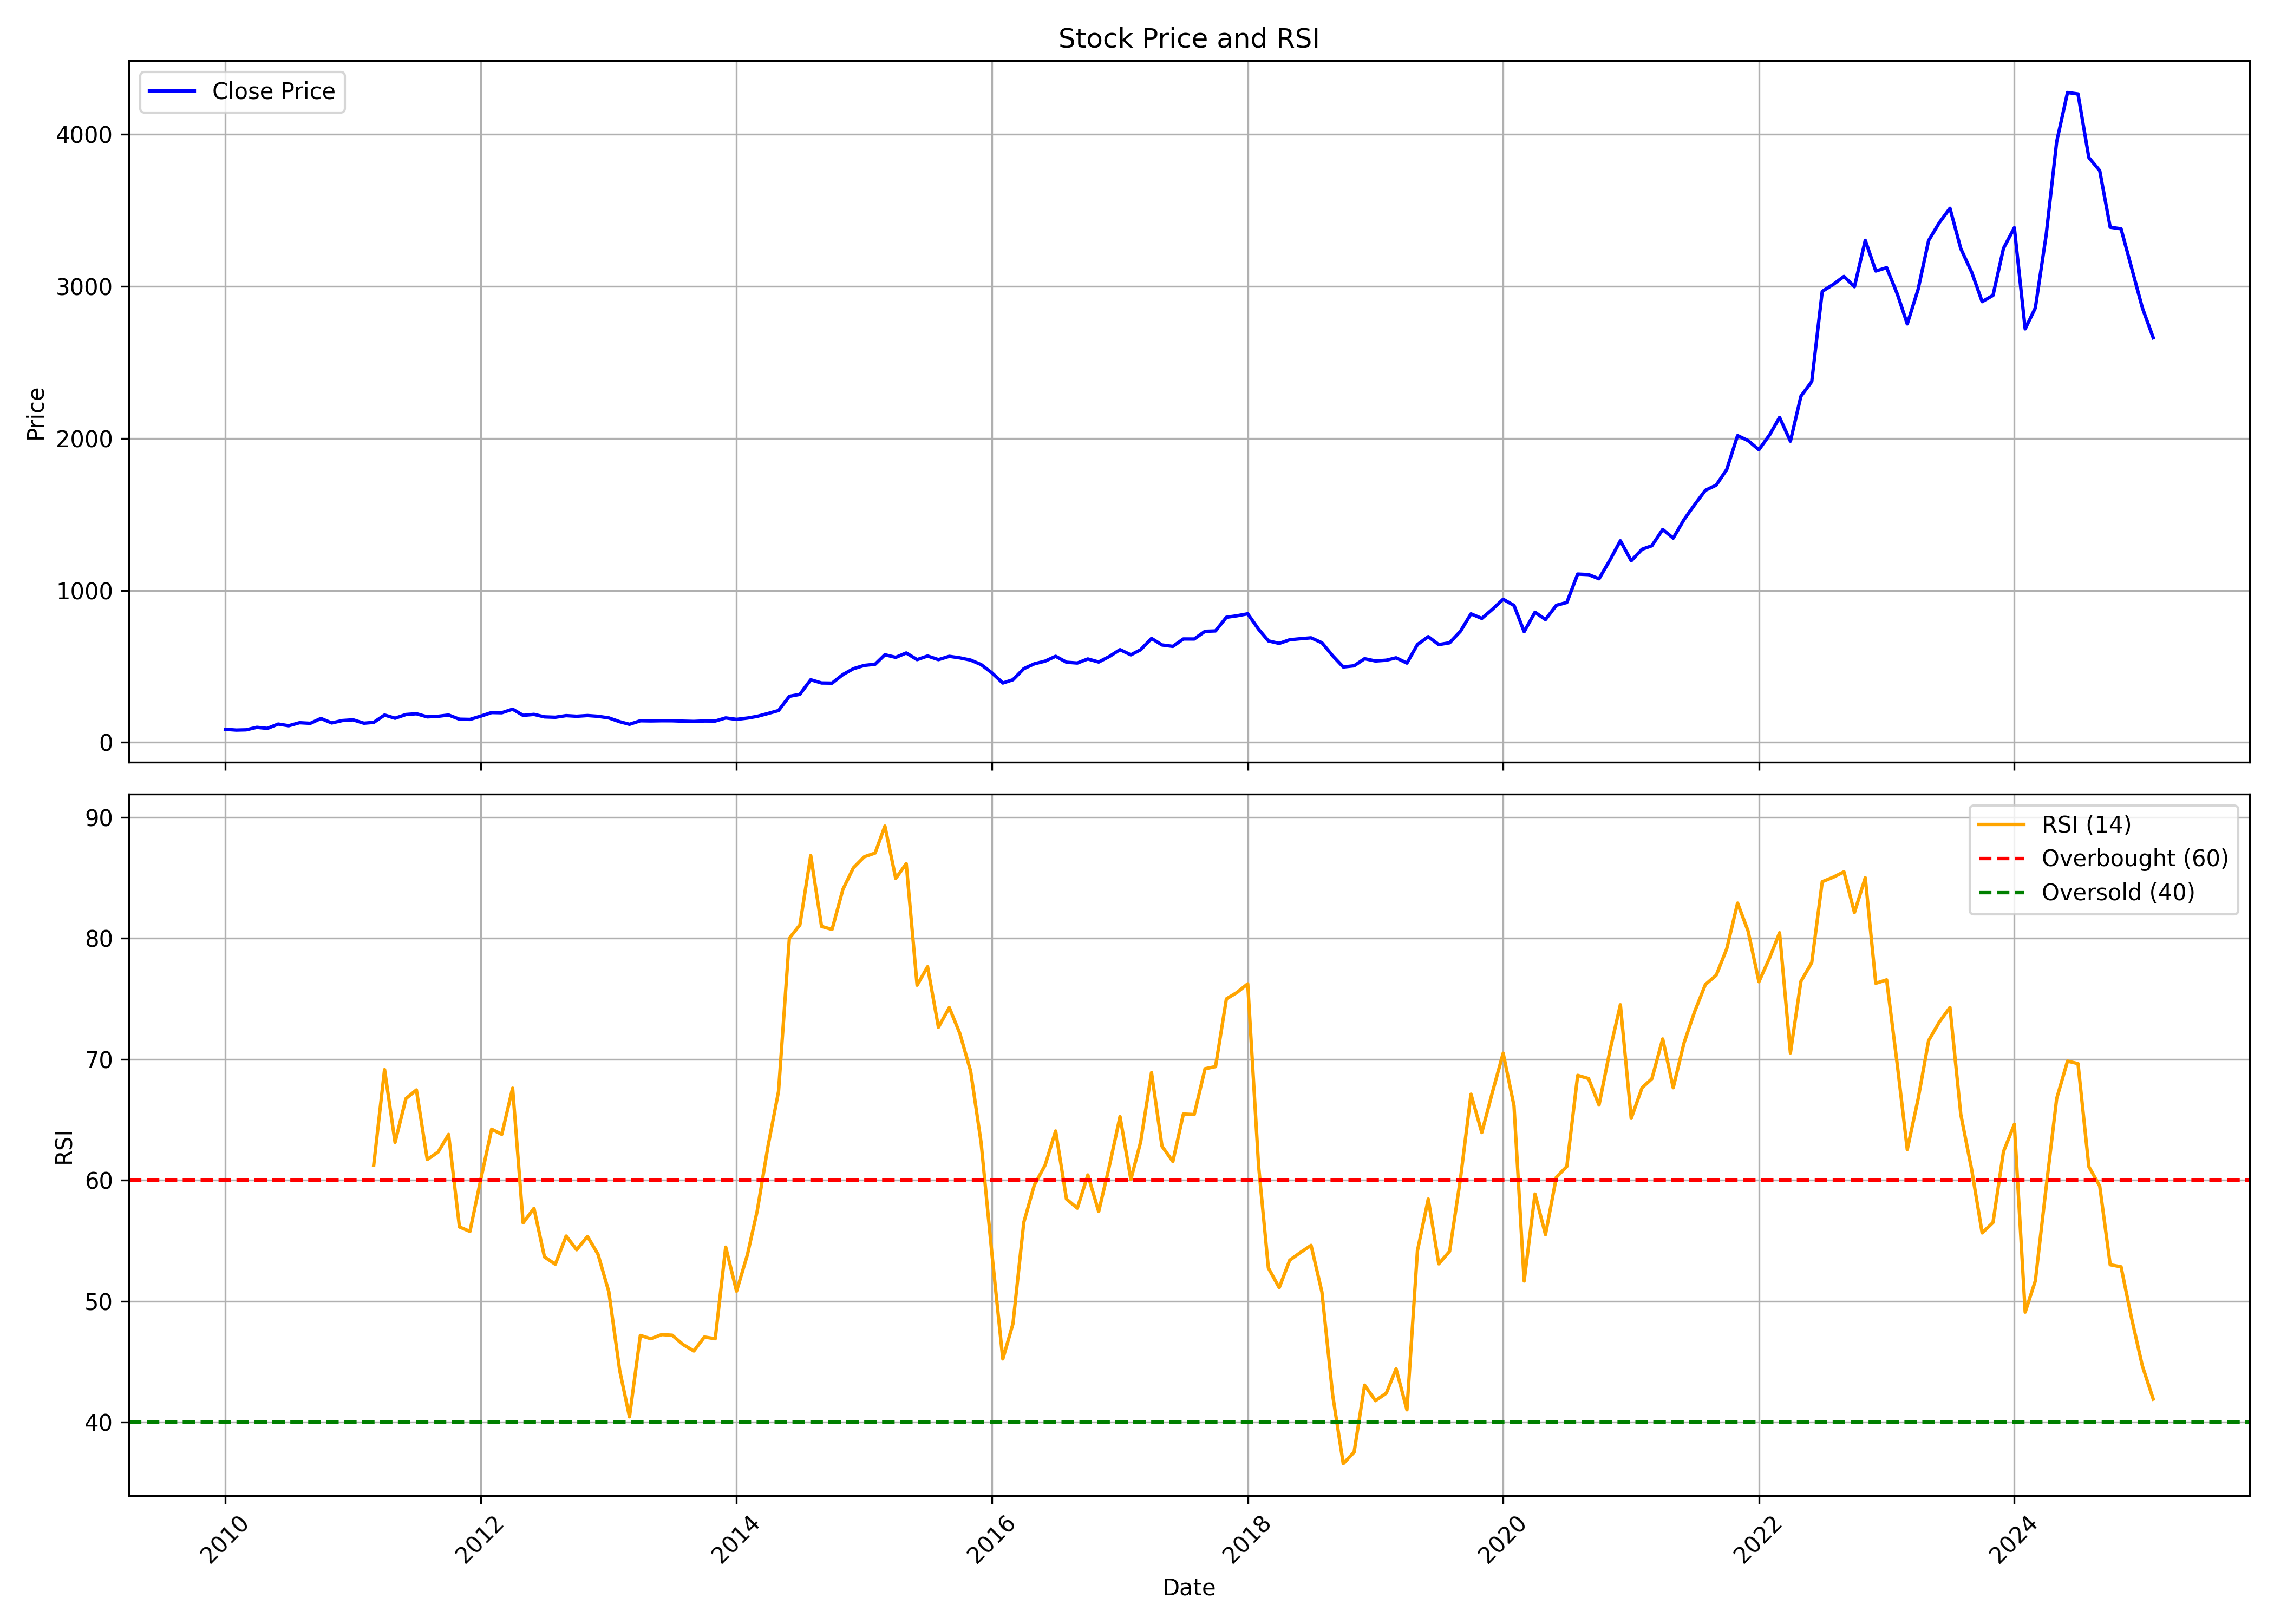 Stock Price and RSI
Close Price
4000
3000
2000
1000
0
Price
90
80
70
60
50
40
RSI
RSI (14)
Overbought (60)
Oversold (40)
2010
2012
2014
2016
2018
2020
2022
2024
Date